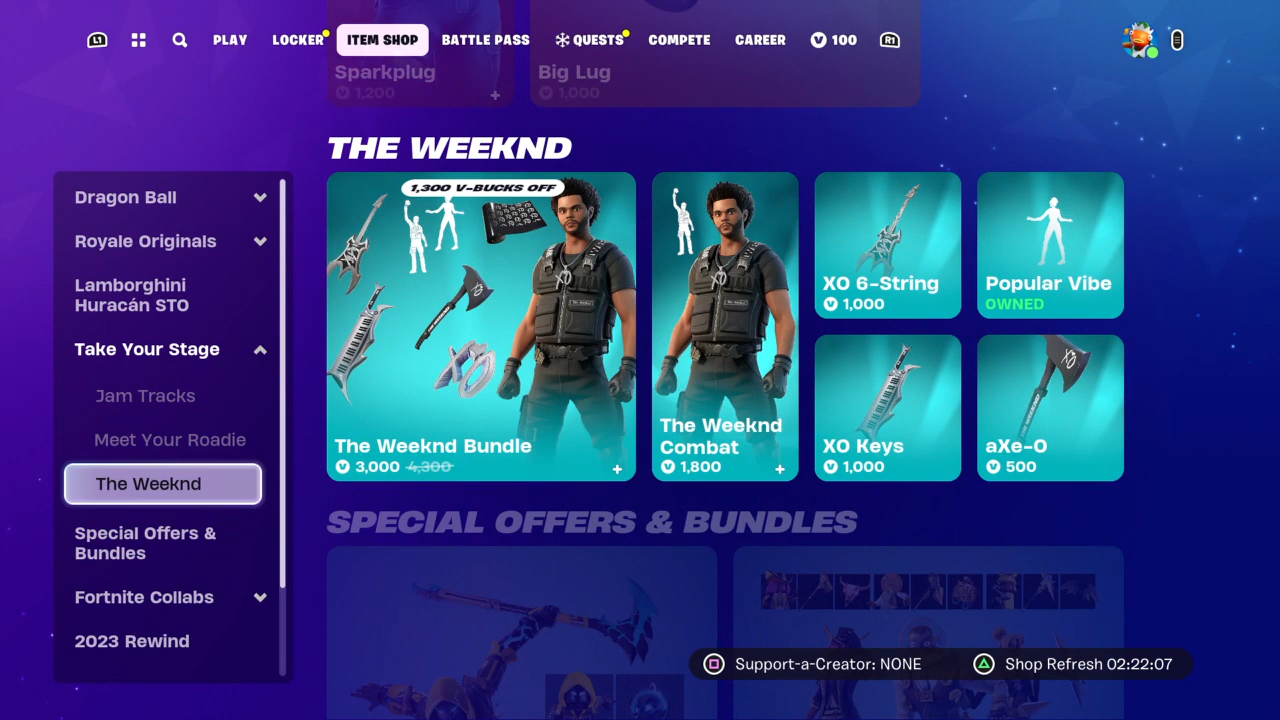 L1
PLAY
LOCKER
ITEM SHOP
BATTLE PASS
QUESTS
COMPETE
CAREER
V 100
R1
Sparkplug
V 1,200
+
Big Lug
V 1,000
THE WEEKND
Dragon Ball
Royale Originals
Lamborghini
Huracán STO
Take Your Stage
Jam Tracks
Meet Your Roadie
The Weeknd
Special Offers &
Bundles
Fortnite Collabs
2023 Rewind
1,300 V-BUCKS OFF
XO
The Weeknd Bundle
V 3,000 4,300
+
The Weeknd
Combat
V 1,800
+
XO 6-String
V 1,000
Popular Vibe
OWNED
XO Keys
V 1,000
XO
aXe-O
V 500
SPECIAL OFFERS & BUNDLES
Support-a-Creator: NONE
Shop Refresh 02:22:07